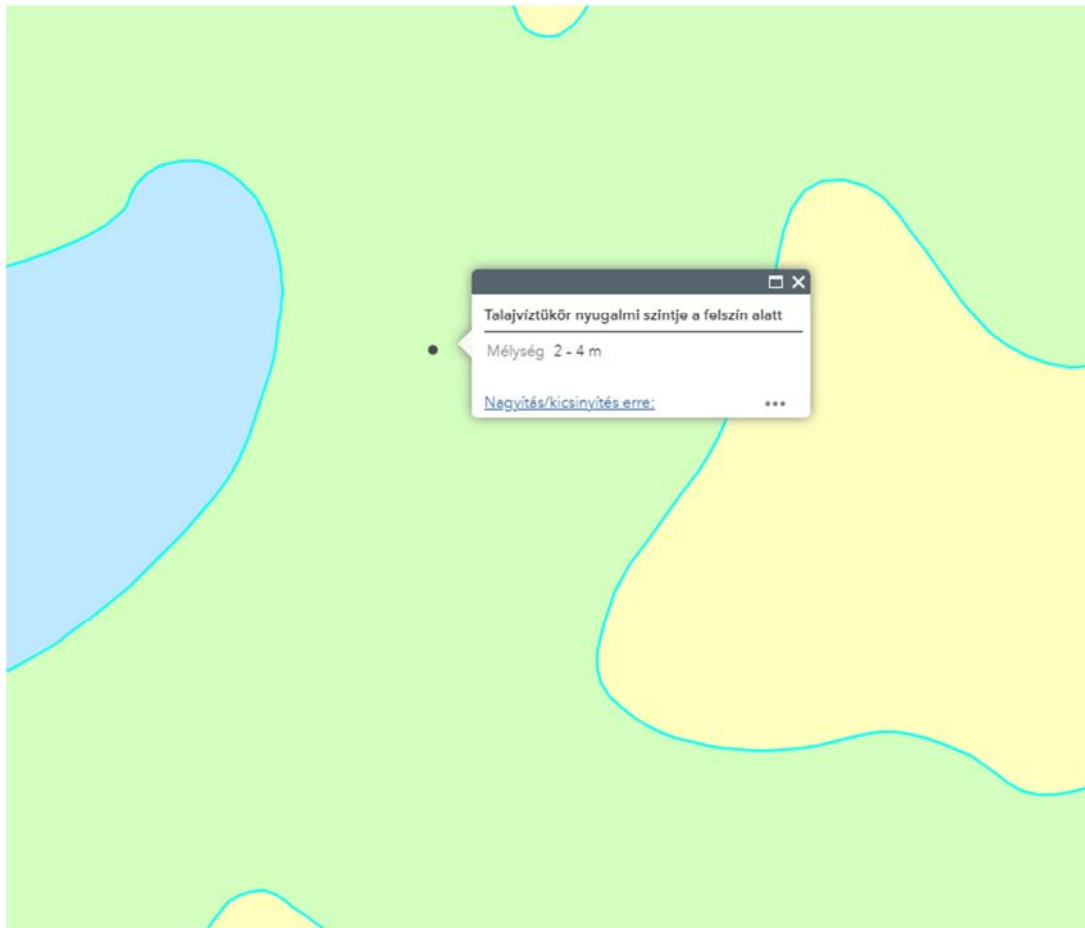 Talajvíztükör nyugalmi szintje a felszín alatt
Mélység 2 - 4 m
Nagyítás/kicsinyítés erre: